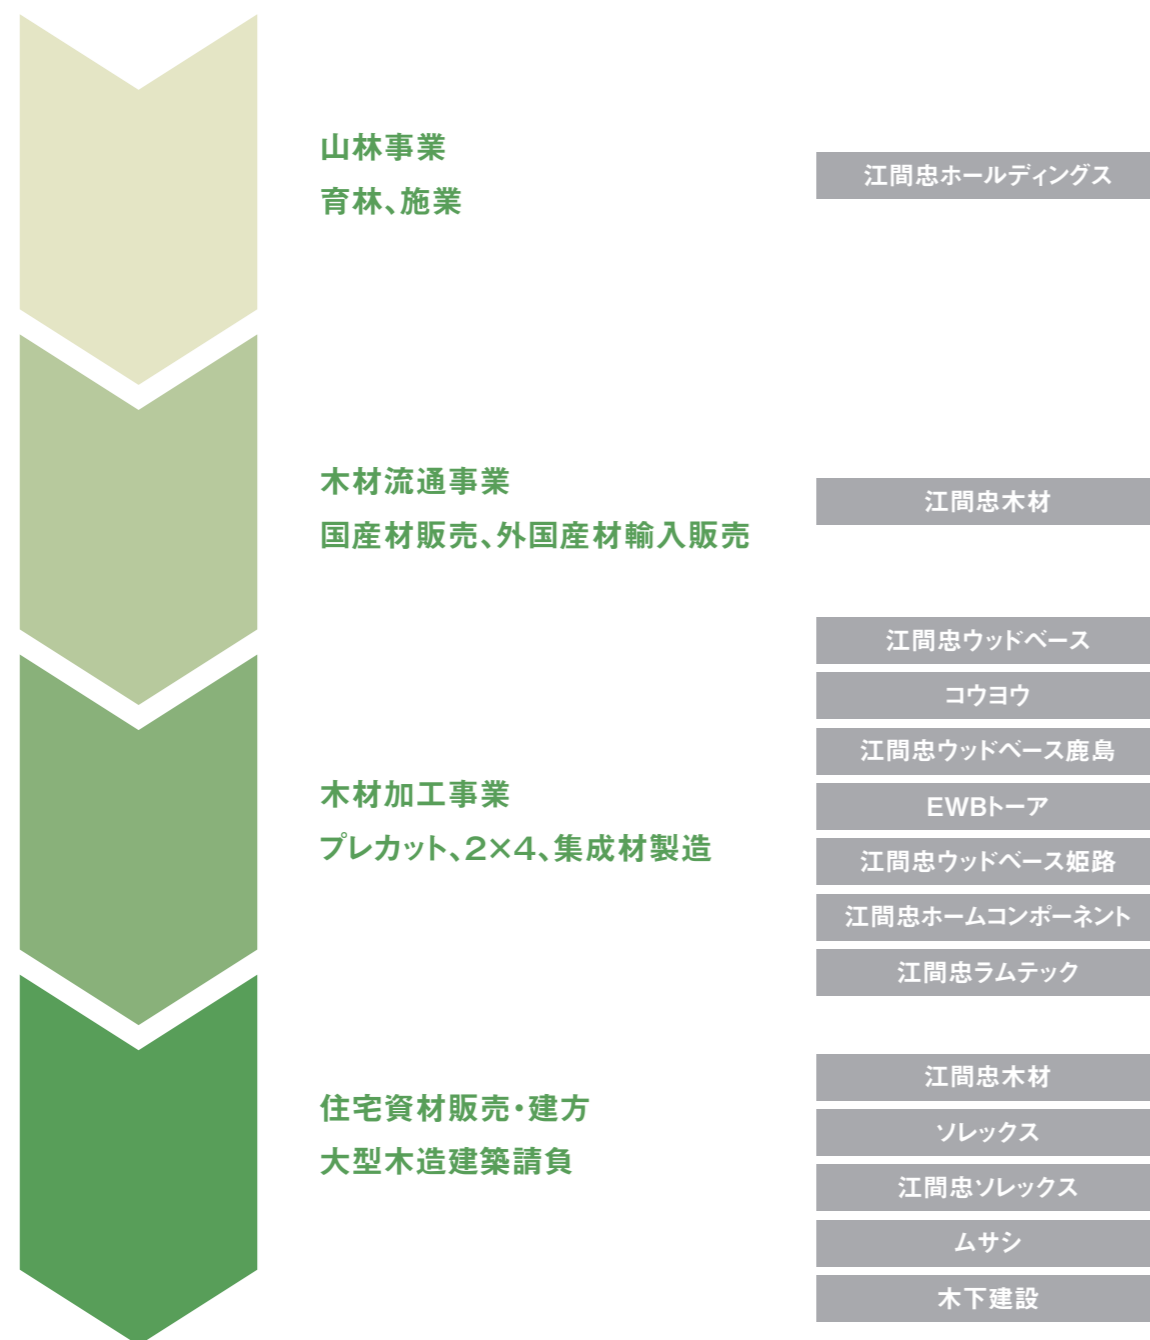 山林事業
育林、施業
江間忠ホールディングス
木材流通事業
国産材販売、外国産材輸入販売
江間忠木材
木材加工事業
プレカット、2×4、集成材製造
江間忠ウッドベース
コウヨウ
江間忠ウッドベース鹿島
EWBトーア
江間忠ウッドベース姫路
江間忠ホームコンポーネント
江間忠ラムテック
住宅資材販売・建方
大型木造建築請負
江間忠木材
ソレックス
江間忠ソレックス
ムサシ
木下建設